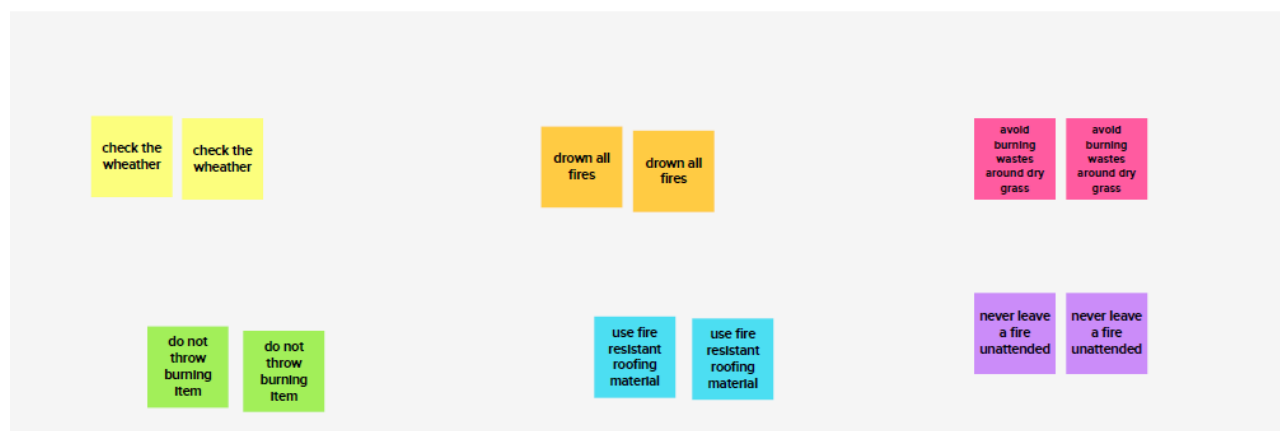 check the
wheather
check the
wheather
drown all
fires
drown all
fires
avoid
burning
wastes
around dry
grass
avoid
burning
wastes
around dry
grass
do not
throw
burning
item
do not
throw
burning
item
use fire
resistant
roofing
material
use fire
resistant
roofing
material
never leave
a fire
unattended
never leave
a fire
unattended